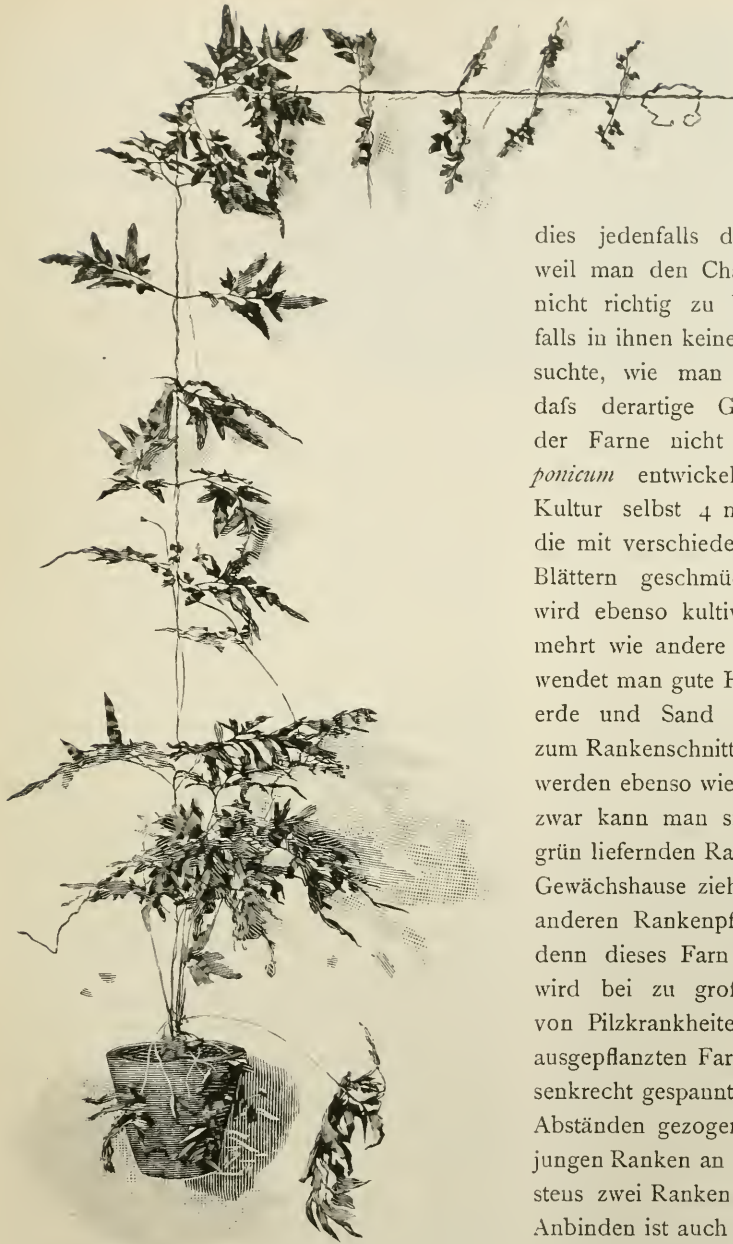 dies jedenfalls d
weil man den Cha
nicht richtig zu
falls in ihnen keine
suchte, wie man
dafs derartige G
der Farne nicht
ponicum entwickel
Kultur selbst 4 m
die mit verschiede
Blättern geschmü
wird ebenso kultiv
mehrt wie andere
wendet man gute H
erde und Sand
zum Rankenschnitt
werden ebenso wie
zwar kann man s
grün liefernden Ra
Gewächshause zieh
anderen Rankenpf
denn dieses Farn
wird bei zu groſ
von Pilzkrankheite
ausgepflanzten Far
senkrecht gespannt
Abständen gezogen
jungen Ranken an
stens zwei Ranken
Anbinden ist auch